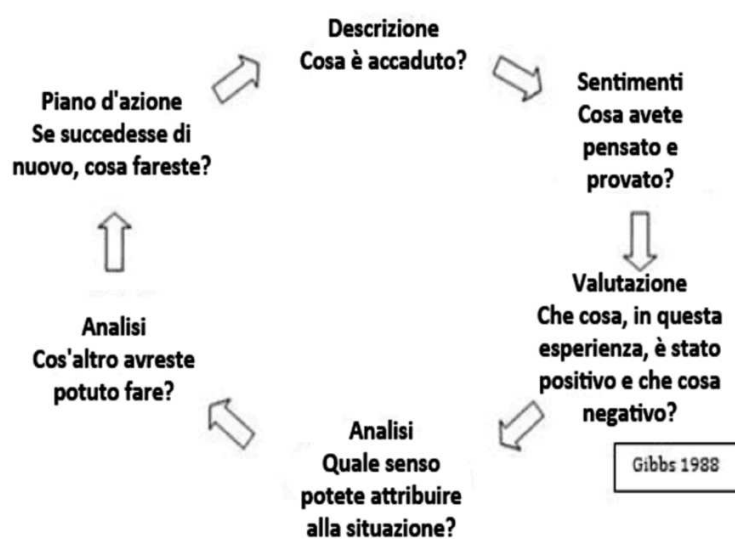 Descrizione
Cosa è accaduto?
Sentimenti
Cosa avete
pensato e
provato?
Valutazione
Che cosa, in questa
esperienza, è stato
positivo e che cosa
negativo?
Gibbs 1988
Analisi
Quale senso
potete attribuire
alla situazione?
Analisi
Cos'altro avreste
potuto fare?
Piano d'azione
Se succedesse di
nuovo, cosa fareste?